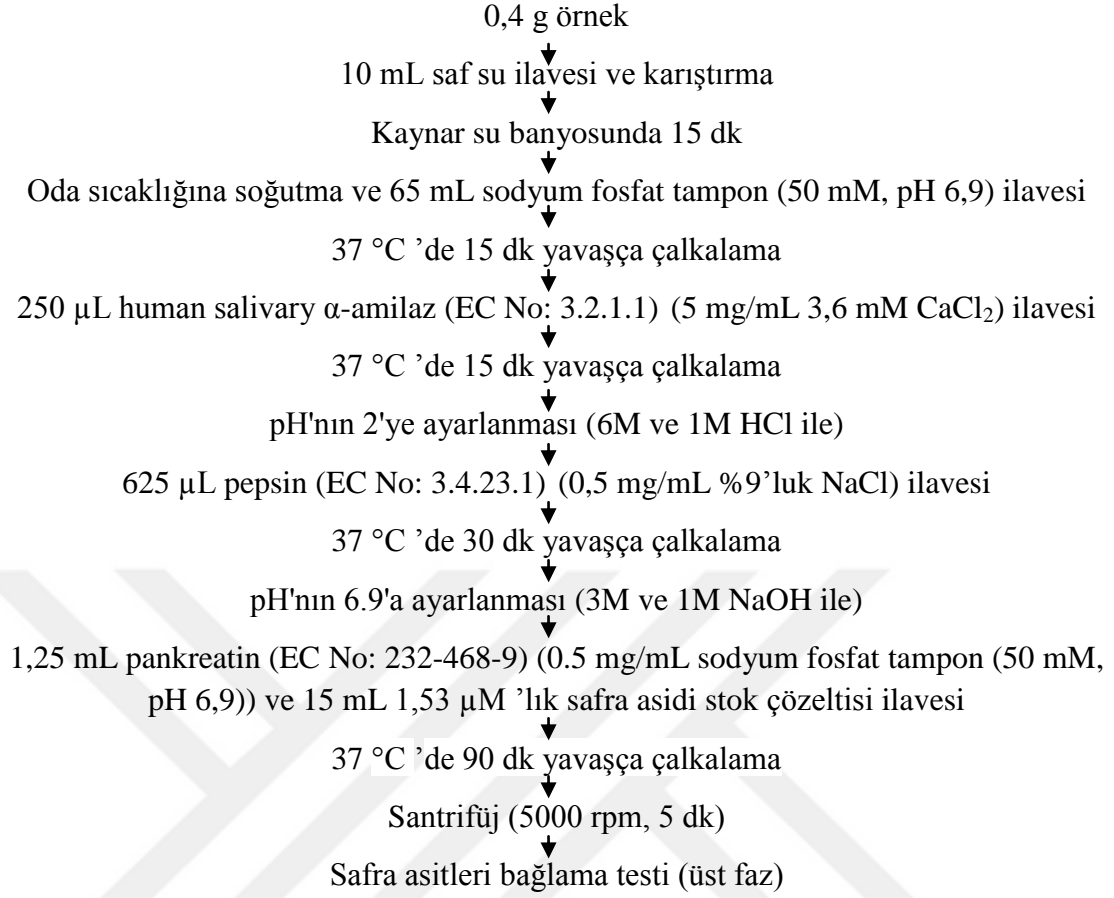 0,4 g örnek
10 mL saf su ilavesi ve karıştırma
Kaynar su banyosunda 15 dk
Oda sıcaklığına soğutma ve 65 mL sodyum fosfat tampon (50 mM, pH 6,9) ilavesi
37 °C ’de 15 dk yavaşça çalkalama
250 µL human salivary α-amilaz (EC No: 3.2.1.1) (5 mg/mL 3,6 mM CaCl₂) ilavesi
37 °C ’de 15 dk yavaşça çalkalama
pH'nın 2'ye ayarlanması (6M ve 1M HCl ile)
625 µL pepsin (EC No: 3.4.23.1) (0,5 mg/mL %9’luk NaCl) ilavesi
37 °C ’de 30 dk yavaşça çalkalama
pH'nın 6.9'a ayarlanması (3M ve 1M NaOH ile)
1,25 mL pankreatin (EC No: 232-468-9) (0.5 mg/mL sodyum fosfat tampon (50 mM,
pH 6,9)) ve 15 mL 1,53 µM ’lık safra asidi stok çözeltisi ilavesi
37 °C ’de 90 dk yavaşça çalkalama
Santrifüj (5000 rpm, 5 dk)
Safra asitleri bağlama testi (üst faz)